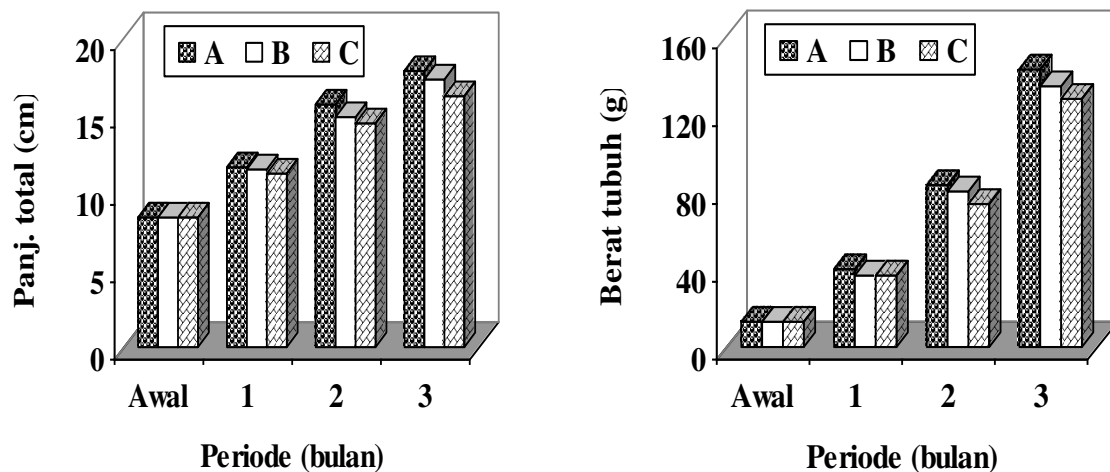 A B C
20
15
10
5
0
Panj. total (cm)
Awal 1 2 3
Periode (bulan)
A B C
160
120
80
40
0
Berat tubuh (g)
Awal 1 2 3
Periode (bulan)